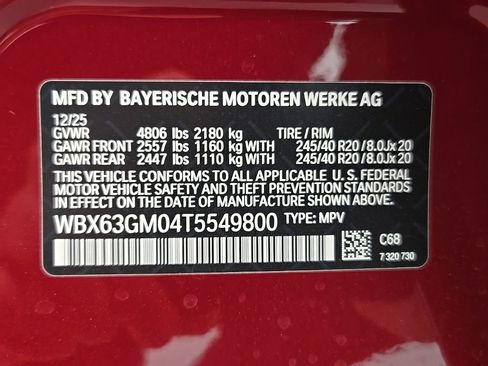 MFD BY BAYERISCHE MOTOREN WERKE AG
12/25
GVWR 4806 lbs 2180 kg TIRE / RIM
GAWR FRONT 2557 lbs 1160 kg 245/40 R20 / 8.0Jx 20
GAWR REAR 2447 lbs 1110 kg 245/40 R20 / 8.0Jx 20
THIS VEHICLE CONFORMS TO ALL APPLICABLE U. S. FEDERAL
MOTOR VEHICLE SAFETY AND THEFT PREVENTION STANDARDS
IN EFFECT ON THE DATE OF MANUFACTURE SHOWN ABOVE.
WBX63GM04T5549800 TYPE: MPV
C68
7 320 730